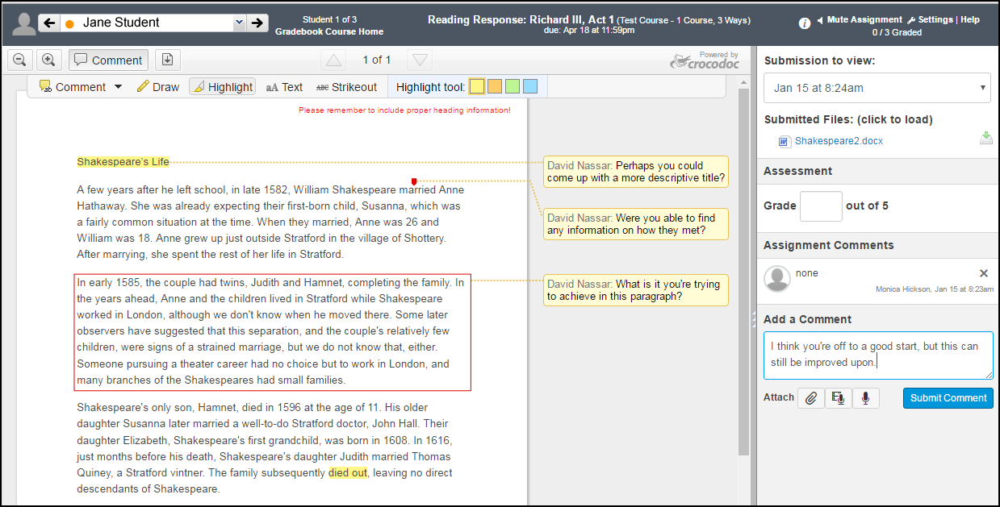 Jane Student
Student 1 of 3
Gradebook Course Home
Reading Response: Richard III, Act 1 (Test Course - 1 Course, 3 Ways)
due: Apr 18 at 11:59pm
Mute Assignment Settings | Help
0 / 3 Graded
Comment
1 of 1
Powered by
crocodoc
Comment Draw Highlight aA Text ABC Strikeout Highlight tool:
Please remember to include proper heading information!
Shakespeare's Life
A few years after he left school, in late 1582, William Shakespeare married Anne
Hathaway. She was already expecting their first-born child, Susanna, which was
a fairly common situation at the time. When they married, Anne was 26 and
William was 18. Anne grew up just outside Stratford in the village of Shottery.
After marrying, she spent the rest of her life in Stratford.
In early 1585, the couple had twins, Judith and Hamnet, completing the family. In
the years ahead, Anne and the children lived in Stratford while Shakespeare
worked in London, although we don't know when he moved there. Some later
observers have suggested that this separation, and the couple's relatively few
children, were signs of a strained marriage, but we do not know that, either.
Someone pursuing a theater career had no choice but to work in London, and
many branches of the Shakespeares had small families.
Shakespeare's only son, Hamnet, died in 1596 at the age of 11. His older
daughter Susanna later married a well-to-do Stratford doctor, John Hall. Their
daughter Elizabeth, Shakespeare's first grandchild, was born in 1608. In 1616,
just months before his death, Shakespeare's daughter Judith married Thomas
Quiney, a Stratford vintner. The family subsequently died out, leaving no direct
descendants of Shakespeare.
David Nassar: Perhaps you could
come up with a more descriptive title?
David Nassar: Were you able to find
any information on how they met?
David Nassar: What is it you're trying
to achieve in this paragraph?
Submission to view:
Jan 15 at 8:24am
Submitted Files: (click to load)
Shakespeare2.docx
Assessment
Grade out of 5
Assignment Comments
none
Monica Hickson, Jan 15 at 8:23am
Add a Comment
I think you're off to a good start, but this can
still be improved upon.
Attach
Submit Comment